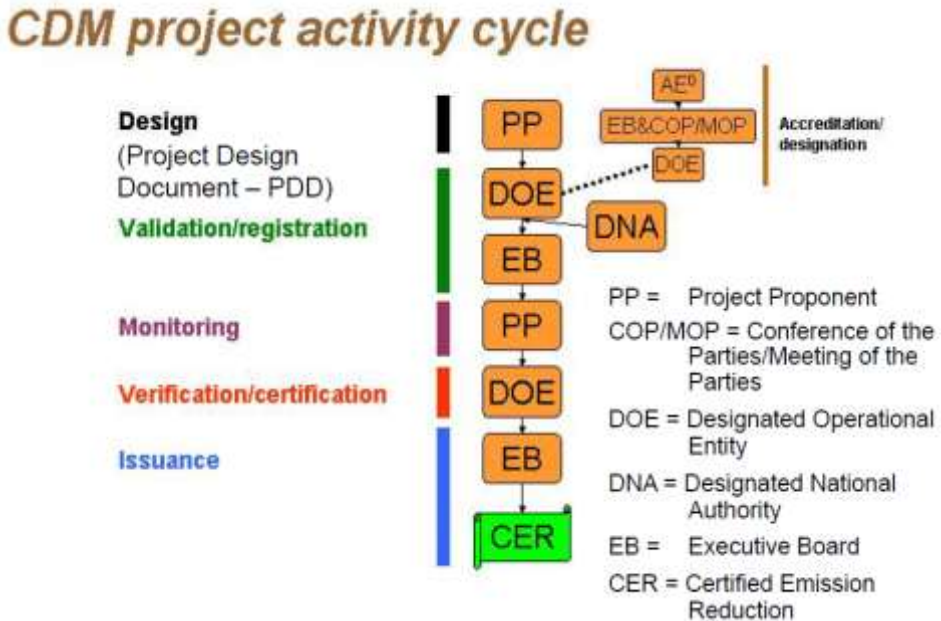 CDM project activity cycle
Design
(Project Design
Document – PDD)
Validation/registration
Monitoring
Verification/certification
Issuance
PP
DOE
DNA
EB
PP
DOE
EB
CER
EB&COP/MOP
DOE
Accreditation/
designation
PP = Project Proponent
COP/MOP = Conference of the
Parties/Meeting of the
Parties
DOE = Designated Operational
Entity
DNA = Designated National
Authority
EB = Executive Board
CER = Certified Emission
Reduction